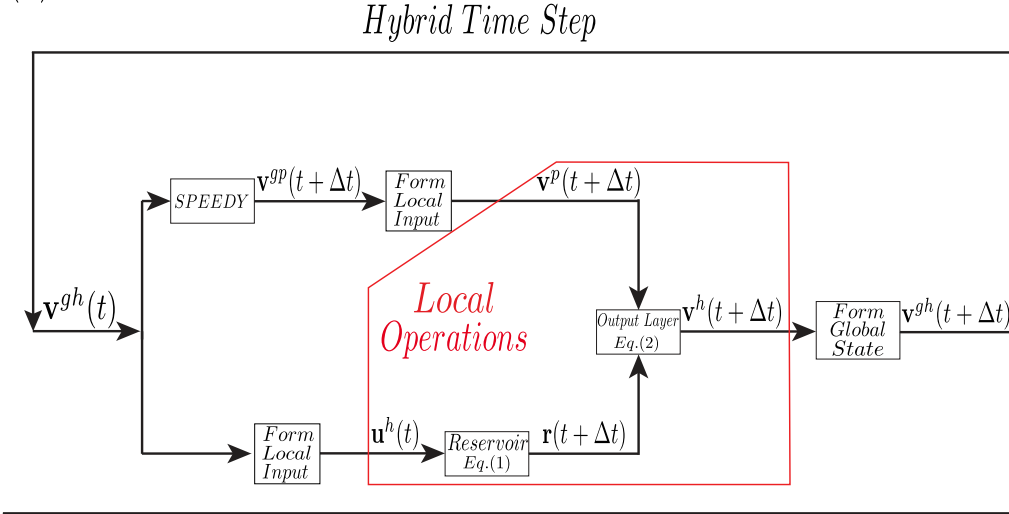 Hybrid Time Step
SPEEDY
v^{gp}(t + Δt)
Form
Local
Input
v^{p}(t + Δt)
v^{gh}(t)
Local
Operations
Output Layer
Eq.(2)
v^{h}(t + Δt)
Form
Global
State
v^{gh}(t + Δt)
Form
Local
Input
u^{h}(t)
Reservoir
Eq.(1)
r(t + Δt)